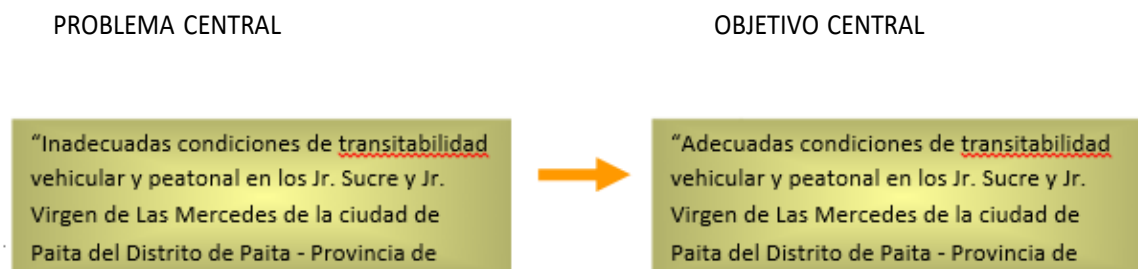 PROBLEMA CENTRAL
OBJETIVO CENTRAL
“Inadecuadas condiciones de transitabilidad
vehicular y peatonal en los Jr. Sucre y Jr.
Virgen de Las Mercedes de la ciudad de
Paita del Distrito de Paita - Provincia de
“Adecuadas condiciones de transitabilidad
vehicular y peatonal en los Jr. Sucre y Jr.
Virgen de Las Mercedes de la ciudad de
Paita del Distrito de Paita - Provincia de